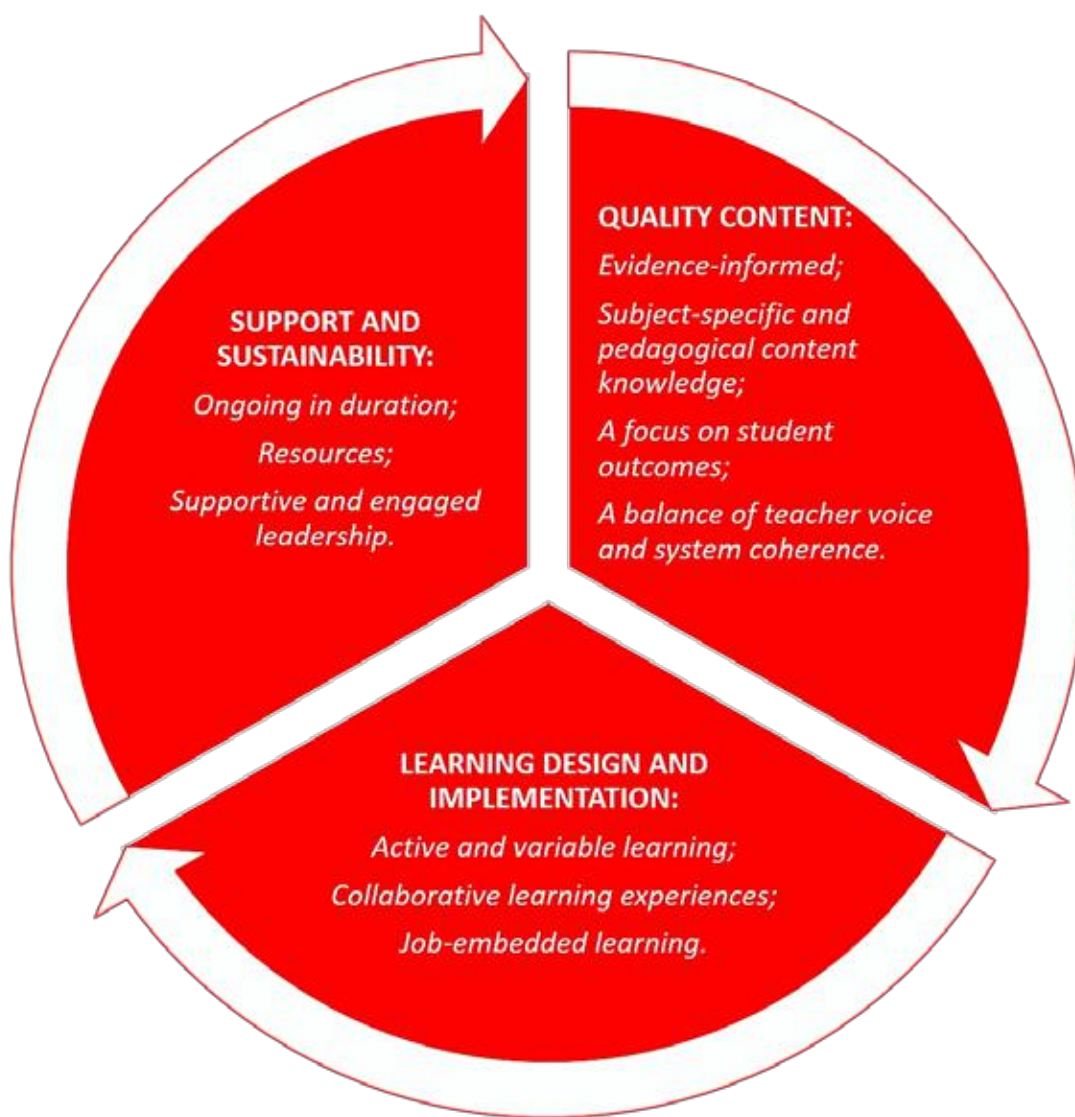 QUALITY CONTENT:
Evidence-informed;
Subject-specific and
pedagogical content
knowledge;
A focus on student
outcomes;
A balance of teacher voice
and system coherence.
LEARNING DESIGN AND
IMPLEMENTATION:
Active and variable learning;
Collaborative learning experiences;
Job-embedded learning.
SUPPORT AND
SUSTAINABILITY:
Ongoing in duration;
Resources;
Supportive and engaged
leadership.